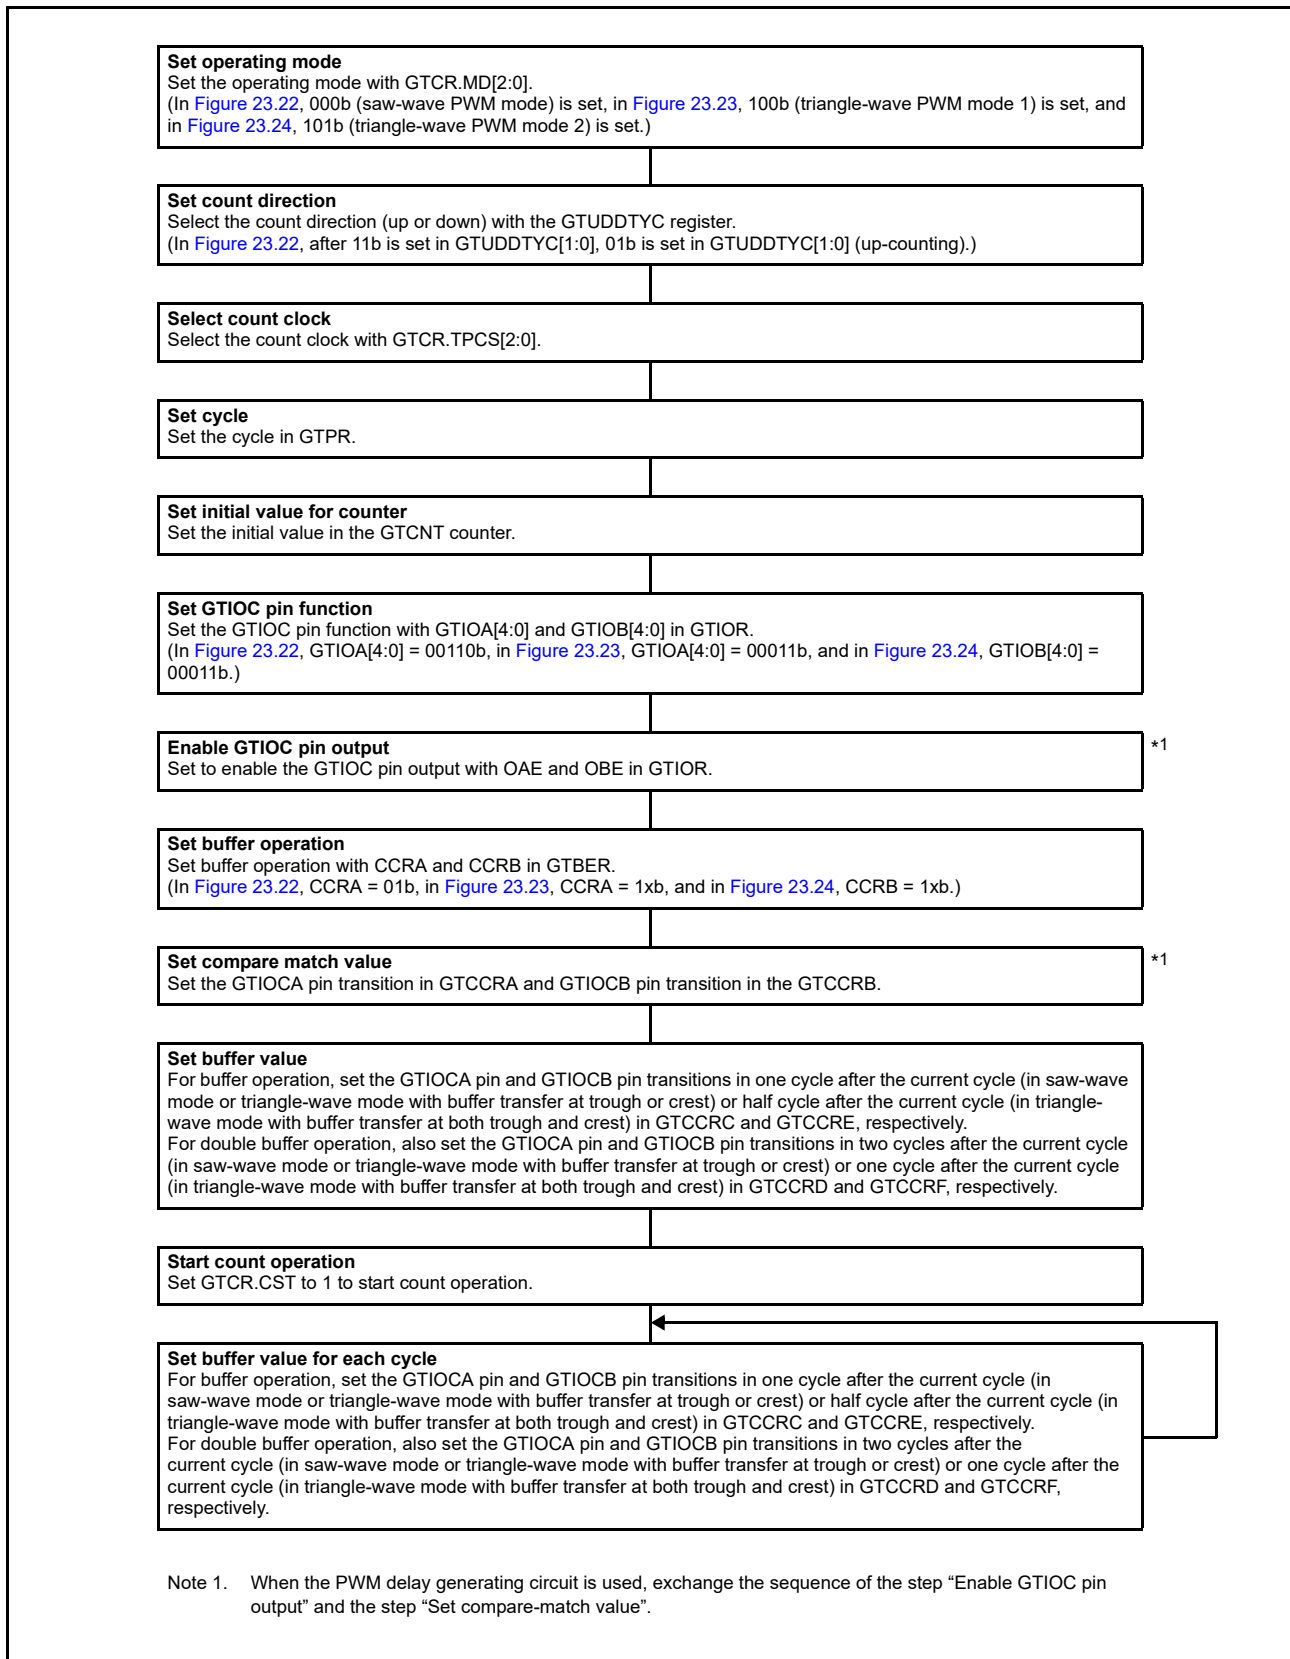 Set operating mode
Set the operating mode with GTCR.MD[2:0].
(In Figure 23.22, 000b (saw-wave PWM mode) is set, in Figure 23.23, 100b (triangle-wave PWM mode 1) is set, and
in Figure 23.24, 101b (triangle-wave PWM mode 2) is set.)
Set count direction
Select the count direction (up or down) with the GTUDDTYC register.
(In Figure 23.22, after 11b is set in GTUDDTYC[1:0], 01b is set in GTUDDTYC[1:0] (up-counting).)
Select count clock
Select the count clock with GTCR.TPCS[2:0].
Set cycle
Set the cycle in GTPR.
Set initial value for counter
Set the initial value in the GTCNT counter.
Set GTIOC pin function
Set the GTIOC pin function with GTIOA[4:0] and GTIOB[4:0] in GTIOR.
(In Figure 23.22, GTIOA[4:0] = 00110b, in Figure 23.23, GTIOA[4:0] = 00011b, and in Figure 23.24, GTIOB[4:0] =
00011b.)
Enable GTIOC pin output *1
Set to enable the GTIOC pin output with OAE and OBE in GTIOR.
Set buffer operation
Set buffer operation with CCRA and CCRB in GTBER.
(In Figure 23.22, CCRA = 01b, in Figure 23.23, CCRA = 1xb, and in Figure 23.24, CCRB = 1xb.)
Set compare match value *1
Set the GTIOCA pin transition in GTCCRA and GTIOCB pin transition in the GTCCRB.
Set buffer value
For buffer operation, set the GTIOCA pin and GTIOCB pin transitions in one cycle after the current cycle (in saw-wave
mode or triangle-wave mode with buffer transfer at trough or crest) or half cycle after the current cycle (in triangle-
wave mode with buffer transfer at both trough and crest) in GTCCRC and GTCCRE, respectively.
For double buffer operation, also set the GTIOCA pin and GTIOCB pin transitions in two cycles after the current cycle
(in saw-wave mode or triangle-wave mode with buffer transfer at trough or crest) or one cycle after the current cycle
(in triangle-wave mode with buffer transfer at both trough and crest) in GTCCRD and GTCCRF, respectively.
Start count operation
Set GTCR.CST to 1 to start count operation.
Set buffer value for each cycle
For buffer operation, set the GTIOCA pin and GTIOCB pin transitions in one cycle after the current cycle (in
saw-wave mode or triangle-wave mode with buffer transfer at trough or crest) or half cycle after the current cycle (in
triangle-wave mode with buffer transfer at both trough and crest) in GTCCRC and GTCCRE, respectively.
For double buffer operation, also set the GTIOCA pin and GTIOCB pin transitions in two cycles after the
current cycle (in saw-wave mode or triangle-wave mode with buffer transfer at trough or crest) or one cycle after the
current cycle (in triangle-wave mode with buffer transfer at both trough and crest) in GTCCRD and GTCCRF,
respectively.
Note 1. When the PWM delay generating circuit is used, exchange the sequence of the step “Enable GTIOC pin
output” and the step “Set compare-match value”.